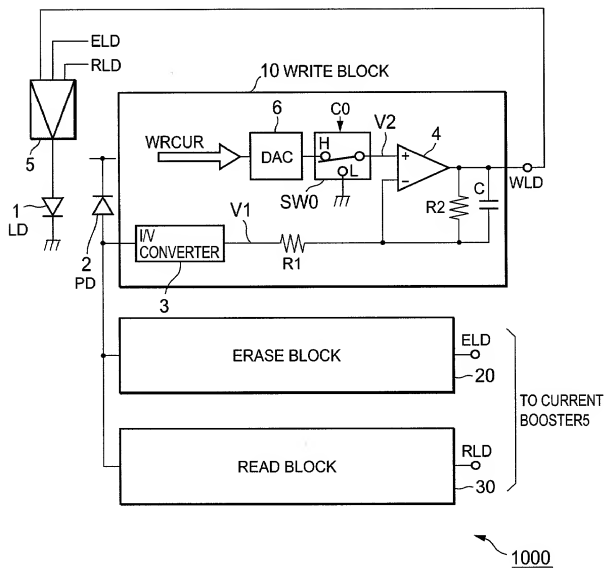 ELD
RLD
10 WRITE BLOCK
6
C0
WRCUR
DAC
H
L
V2
4
+
−
SW0
WLD
R2
C
5
1
LD
2
PD
I/V
CONVERTER
3
V1
R1
ERASE BLOCK
ELD
20
TO CURRENT
BOOSTER5
READ BLOCK
RLD
30
1000